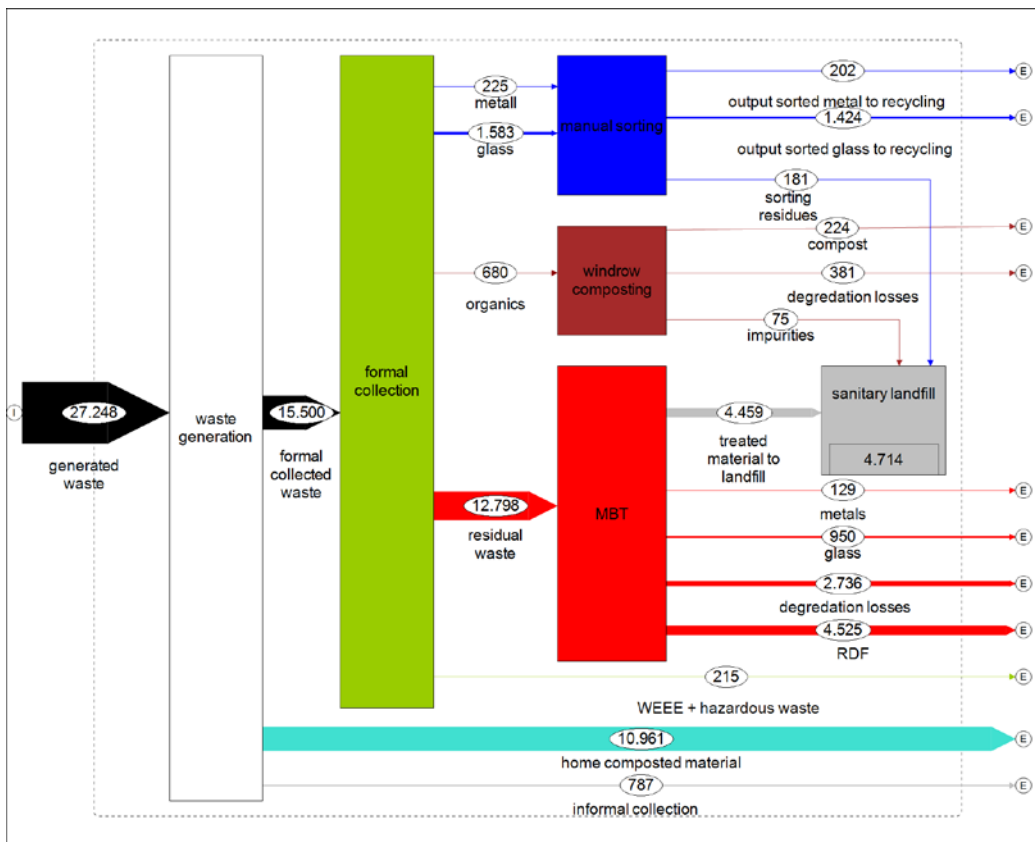 202
E
output sorted metal to recycling
1.424
E
output sorted glass to recycling
225
metall
1.583
glass
manual sorting
181
sorting
residues
224
E
compost
680
organics
windrow
composting
381
E
degredation losses
75
impurities
formal
collection
sanitary landfill
4.714
I
27.248
generated
waste
waste
generation
15.500
formal
collected
waste
4.459
treated
material to
landfill
12.798
residual
waste
MBT
129
E
metals
950
E
glass
2.736
E
degredation losses
4.525
E
RDF
215
E
WEEE + hazardous waste
10.961
E
home composted material
787
E
informal collection